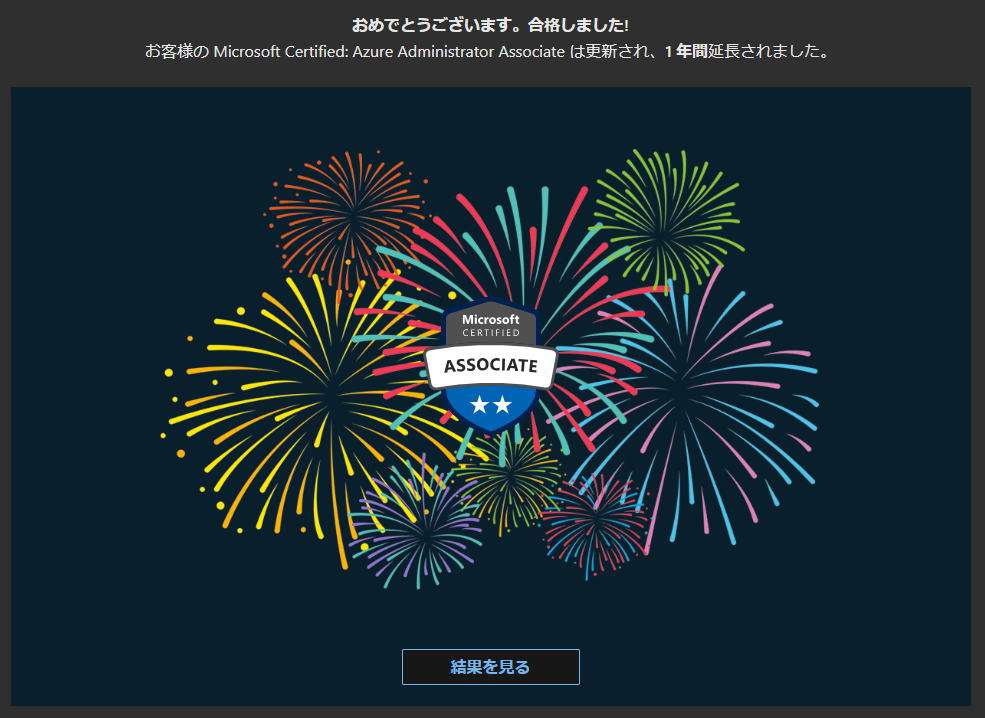 おめでとうございます。合格しました!
お客様の Microsoft Certified: Azure Administrator Associate は更新され、1 年間延長されました。
Microsoft
CERTIFIED
ASSOCIATE
結果を見る